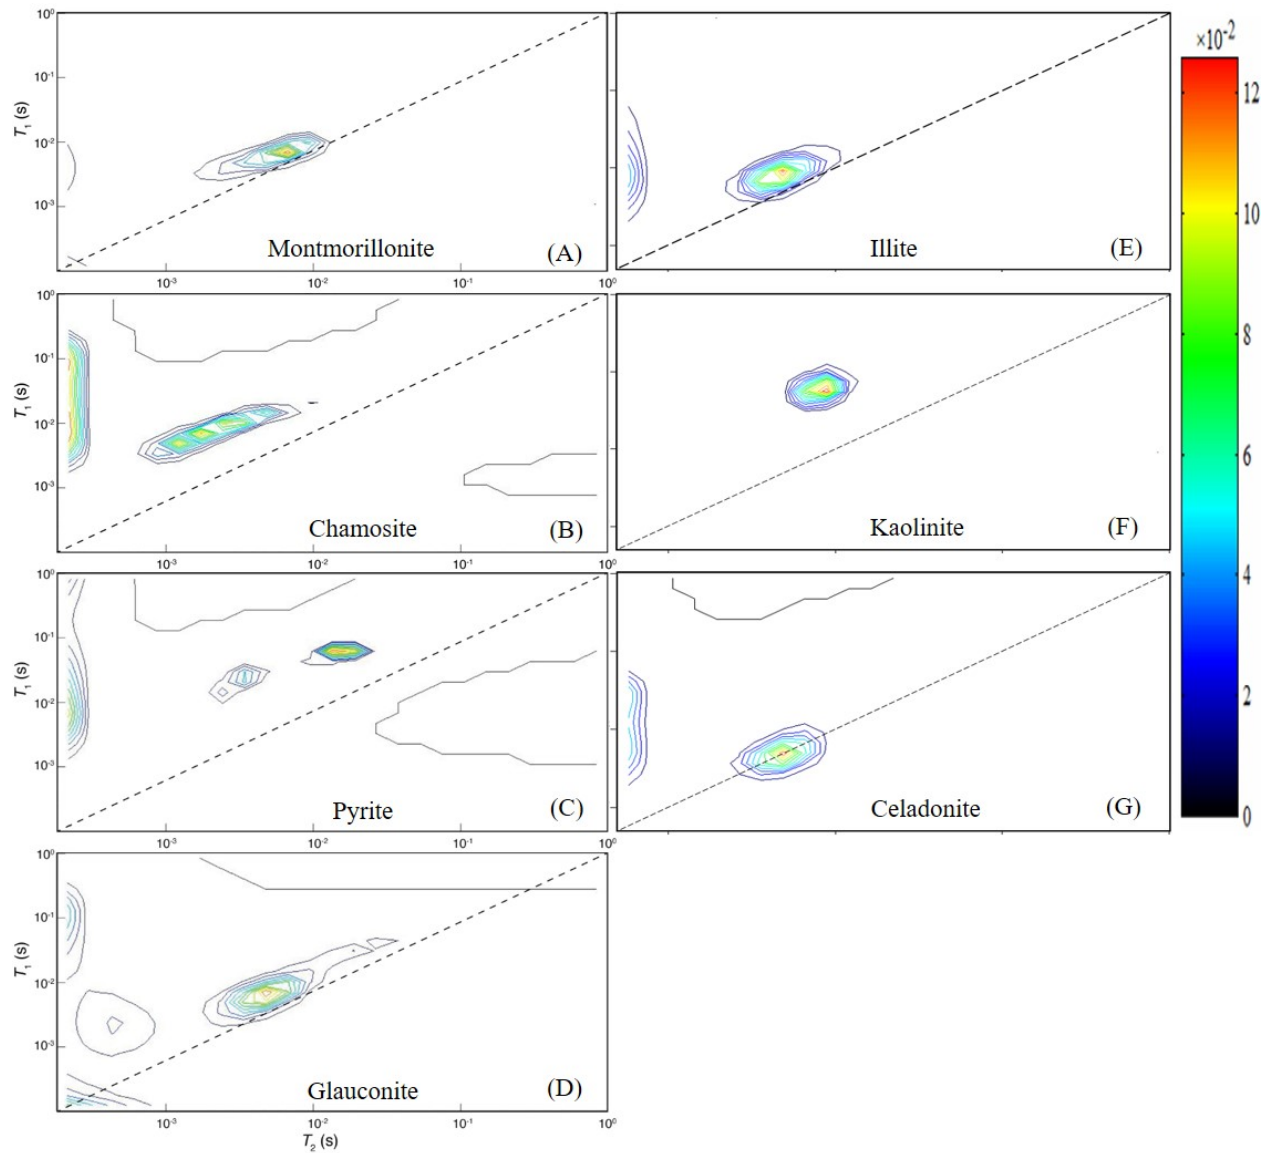 10⁰
10⁻¹
T₁ (s)
10⁻²
10⁻³
Montmorillonite (A)
10⁻³ 10⁻² 10⁻¹ 10⁰
Illite (E)
10⁰
10⁻¹
T₁ (s)
10⁻²
10⁻³
Chamosite (B)
10⁻³ 10⁻² 10⁻¹ 10⁰
Kaolinite (F)
10⁰
10⁻¹
T₁ (s)
10⁻²
10⁻³
Pyrite (C)
10⁻³ 10⁻² 10⁻¹ 10⁰
Celadonite (G)
10⁰
10⁻¹
T₁ (s)
10⁻²
10⁻³
Glauconite (D)
10⁻³ 10⁻² 10⁻¹ 10⁰
T₂ (s)
×10⁻²
12
10
8
6
4
2
0